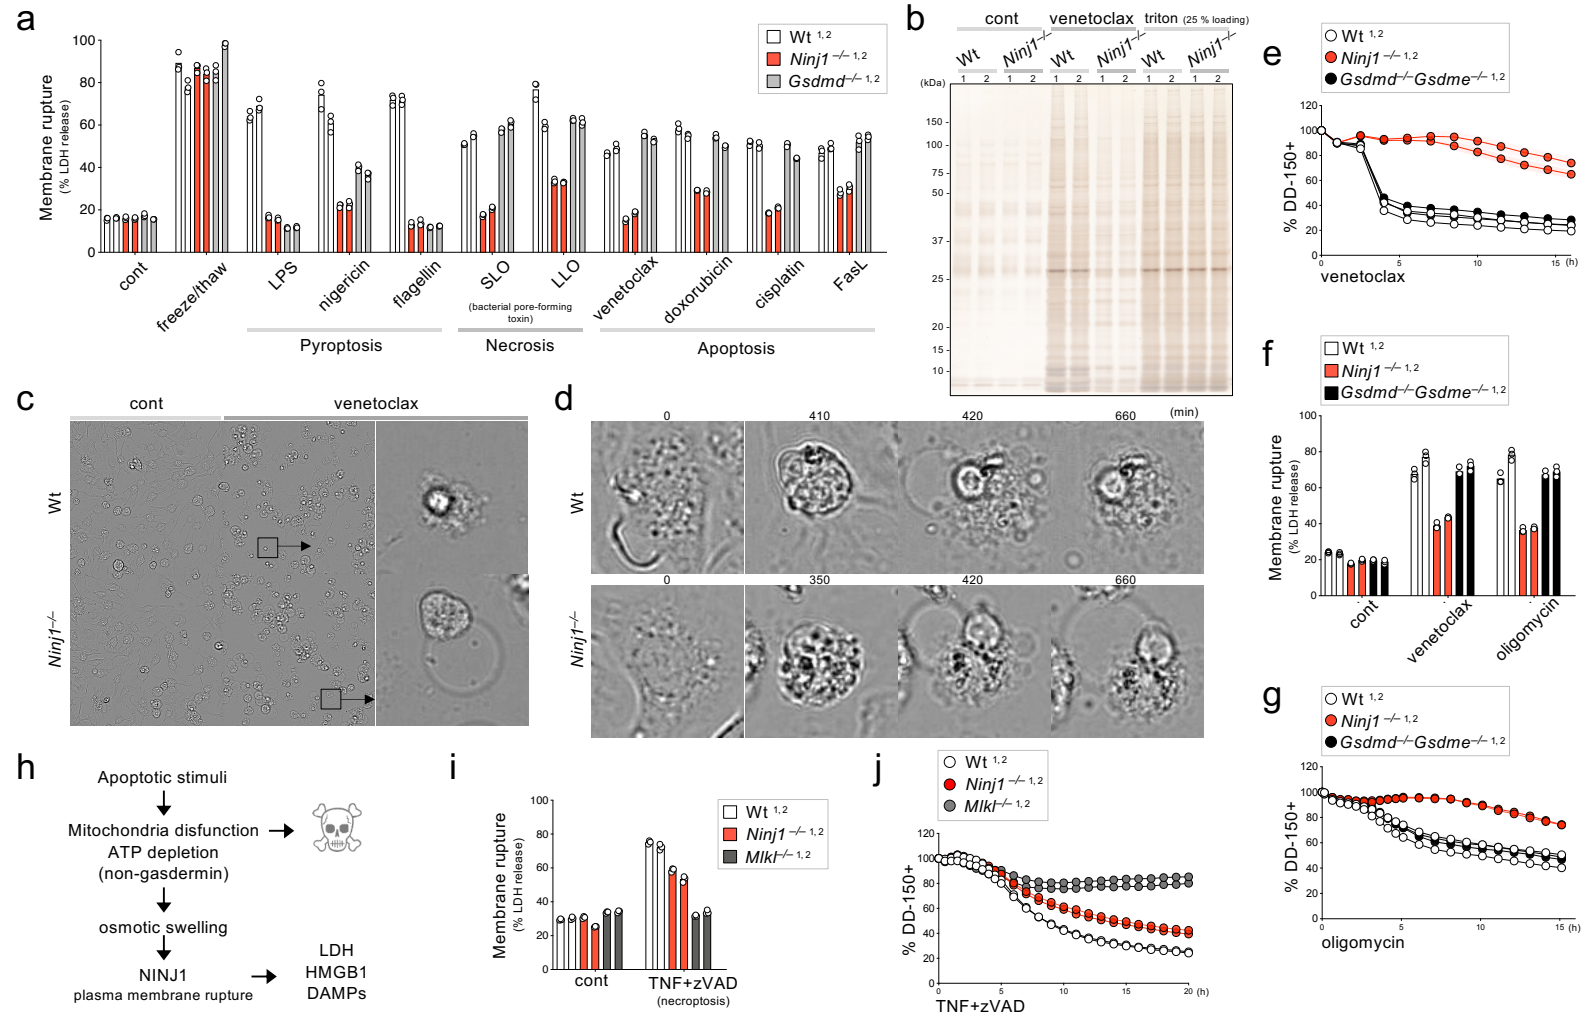 a
Wt 1,2
Ninj1 –/– 1,2
Gsdmd–/– 1,2
Membrane rupture
(% LDH release)
100
80
60
40
20
0
cont
freeze/thaw
LPS
nigericin
flagellin
SLO
LLO
venetoclax
doxorubicin
cisplatin
FasL
(bacterial pore-forming
toxin)
Pyroptosis
Necrosis
Apoptosis
b
cont
venetoclax
triton (25 % loading)
Wt
Ninj1–/–
Wt
Ninj1–/–
Wt
Ninj1–/–
(kDa)
1 2 1 2 1 2 1 2 1 2 1 2
150
100
75
50
37
25
20
15
10
c
cont
venetoclax
Wt
Ninj1–/–
d
0
410
420
660
(min)
Wt
0
350
420
660
Ninj1–/–
e
Wt 1,2
Ninj1–/– 1,2
Gsdmd–/–Gsdme–/– 1,2
% DD-150+
120
100
80
60
40
20
0
0
5
10
15
(h)
venetoclax
f
Wt 1,2
Ninj1–/– 1,2
Gsdmd–/–Gsdme–/– 1,2
Membrane rupture
(% LDH release)
100
80
60
40
20
0
cont
venetoclax
oligomycin
g
Wt 1,2
Ninj1 –/– 1,2
Gsdmd–/–Gsdme–/– 1,2
% DD-150+
120
100
80
60
40
20
0
0
5
10
15
(h)
oligomycin
h
Apoptotic stimuli
Mitochondria disfunction
ATP depletion
(non-gasdermin)
osmotic swelling
NINJ1
plasma membrane rupture
LDH
HMGB1
DAMPs
i
Wt 1,2
Ninj1 –/– 1,2
Mlkl–/– 1,2
Membrane rupture
(% LDH release)
100
80
60
40
20
0
cont
TNF+zVAD
(necroptosis)
j
Wt 1,2
Ninj1 –/– 1,2
Mlkl–/– 1,2
% DD-150+
120
100
80
60
40
20
0
0
5
10
15
20
(h)
TNF+zVAD